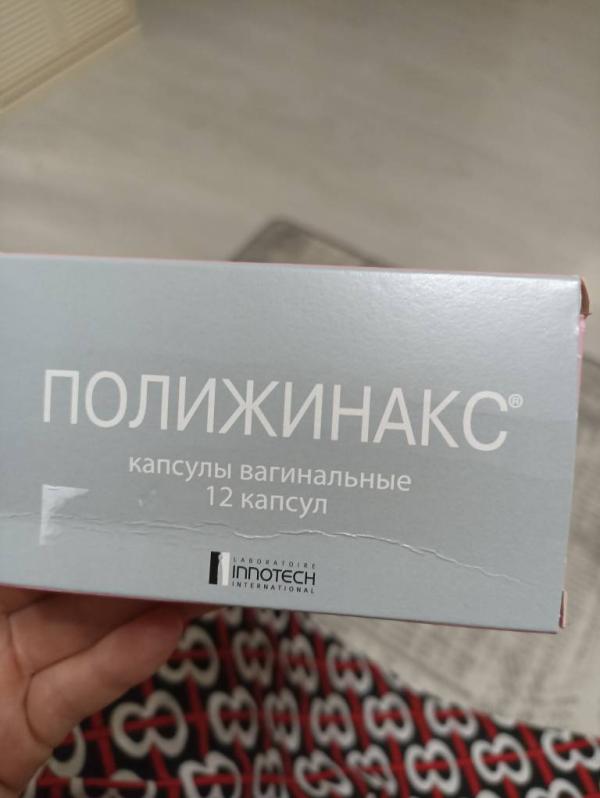 ПОЛИЖИНАКС®
капсулы вагинальные
12 капсул
LABORATOIRE
INNOTECH
INTERNATIONAL